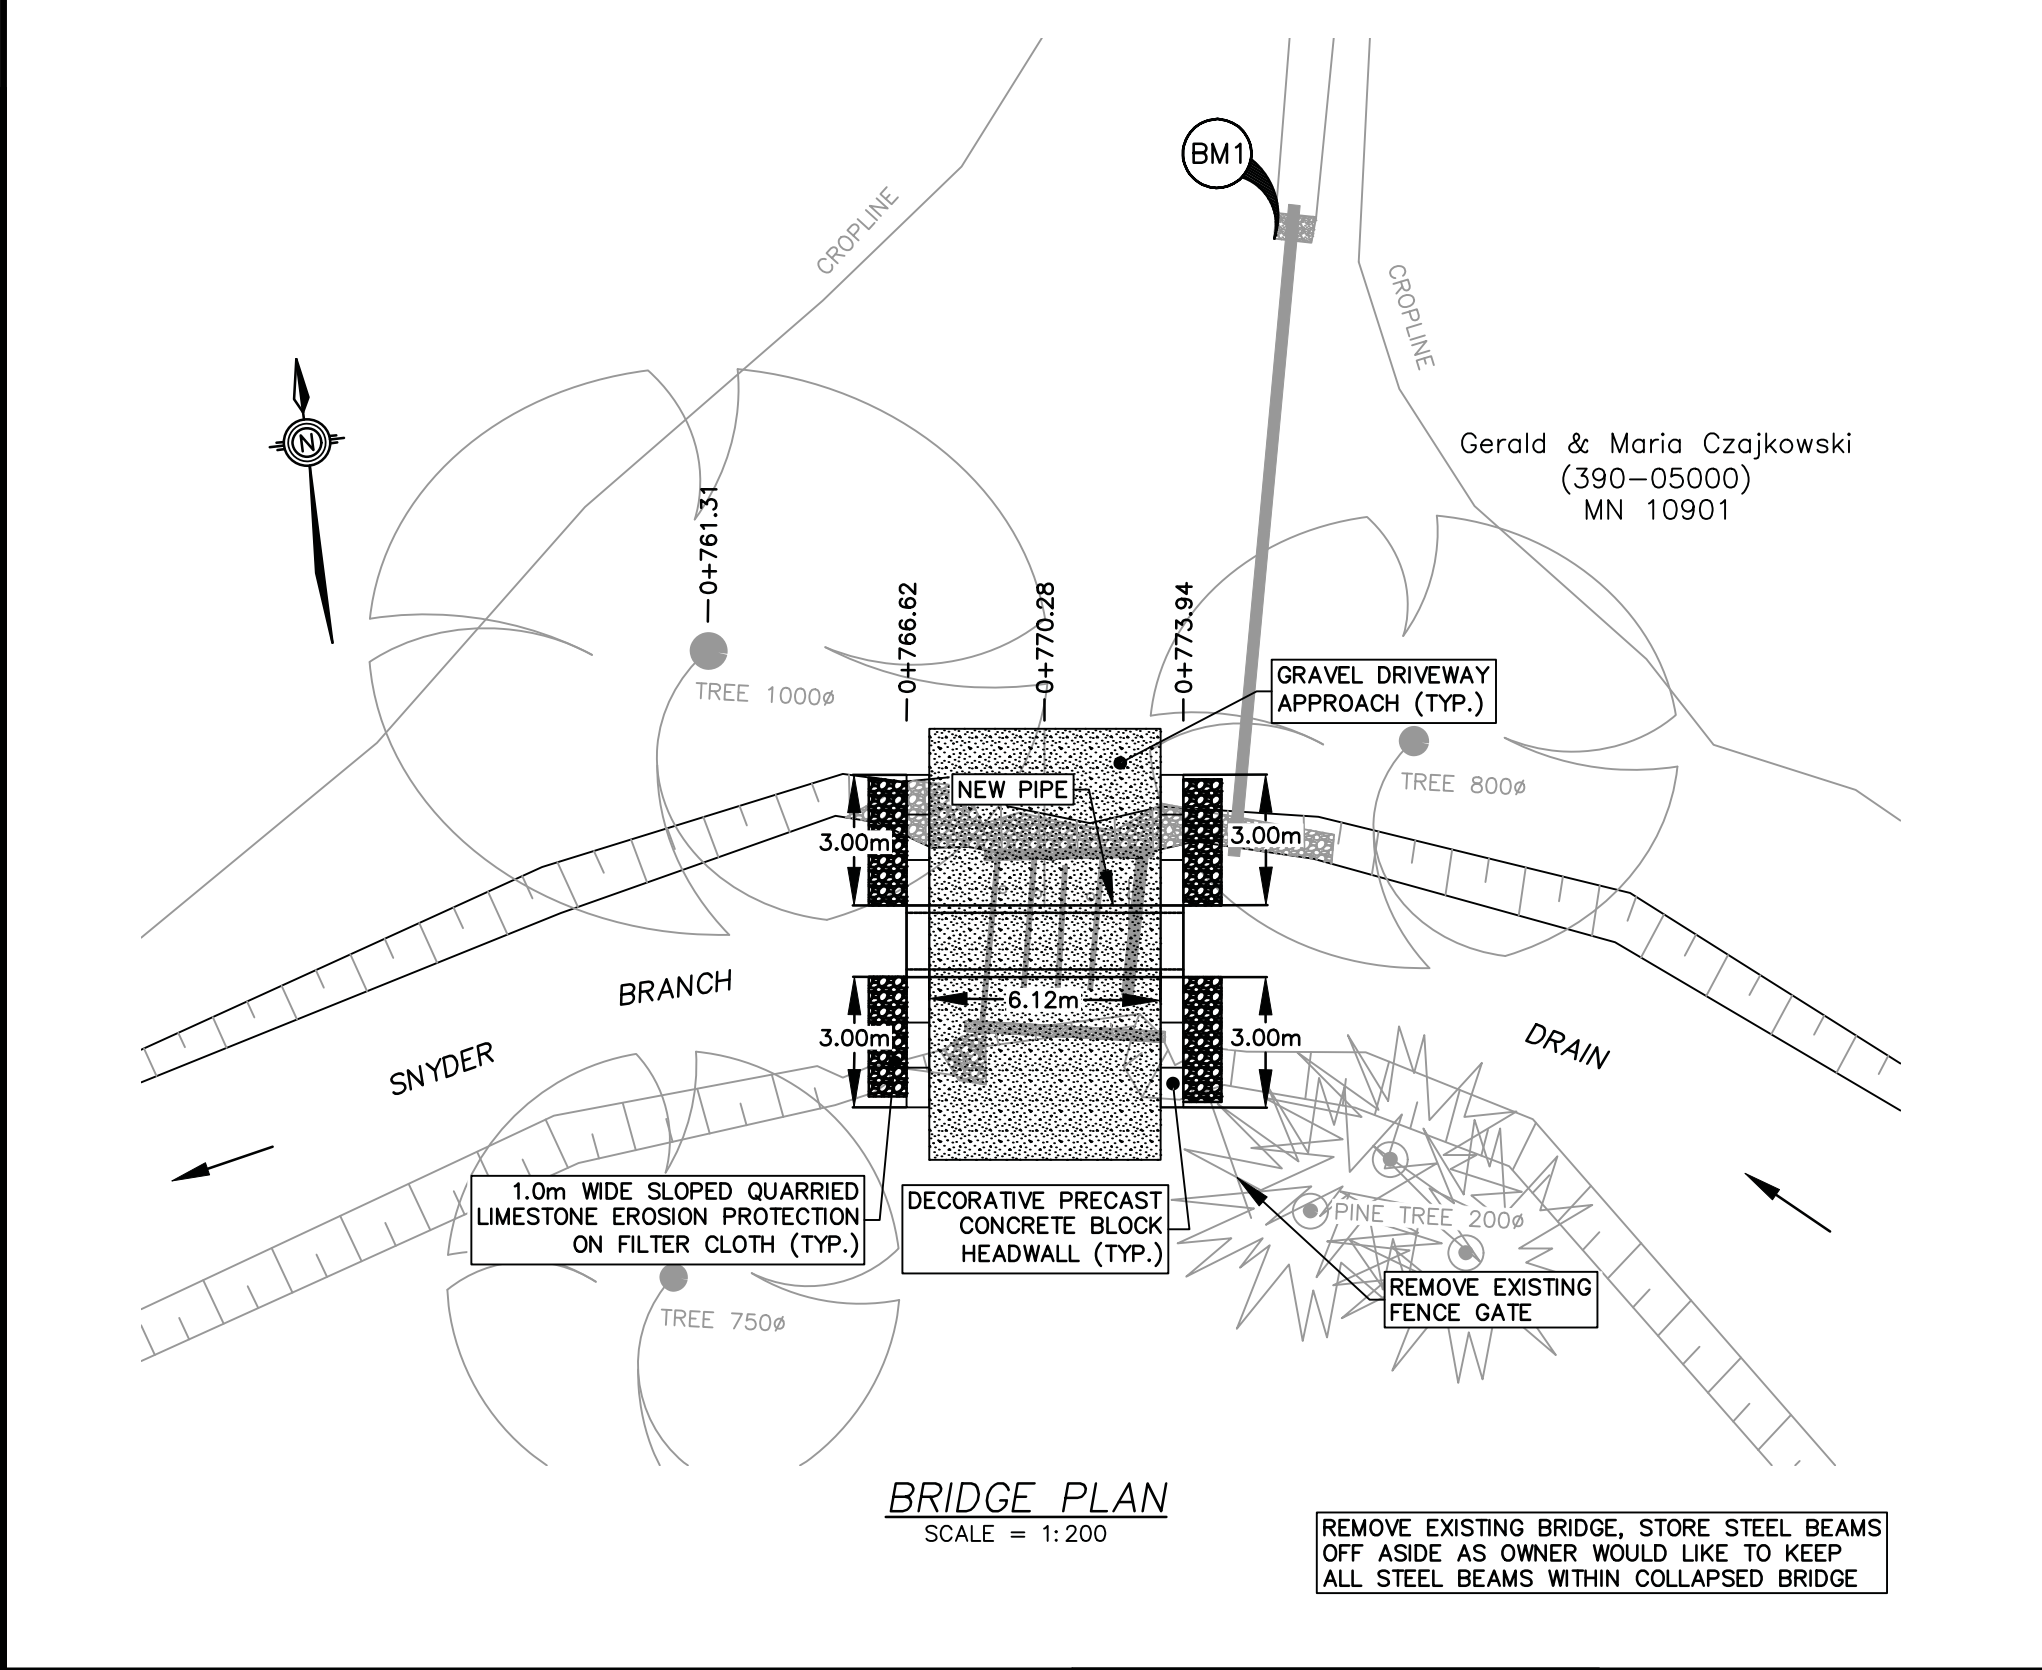 BM1
CROPLINE
CROPLINE
N
Gerald & Maria Czajkowski
(390-05000)
MN 10901
0+761.31
0+766.62
0+770.28
0+773.94
TREE 1000ø
GRAVEL DRIVEWAY
APPROACH (TYP.)
TREE 800ø
NEW PIPE
3.00m
3.00m
BRANCH
6.12m
SNYDER
3.00m
3.00m
DRAIN
1.0m WIDE SLOPED QUARRIED
LIMESTONE EROSION PROTECTION
ON FILTER CLOTH (TYP.)
DECORATIVE PRECAST
CONCRETE BLOCK
HEADWALL (TYP.)
PINE TREE 200ø
REMOVE EXISTING
FENCE GATE
TREE 750ø
BRIDGE PLAN
SCALE = 1:200
REMOVE EXISTING BRIDGE, STORE STEEL BEAMS
OFF ASIDE AS OWNER WOULD LIKE TO KEEP
ALL STEEL BEAMS WITHIN COLLAPSED BRIDGE